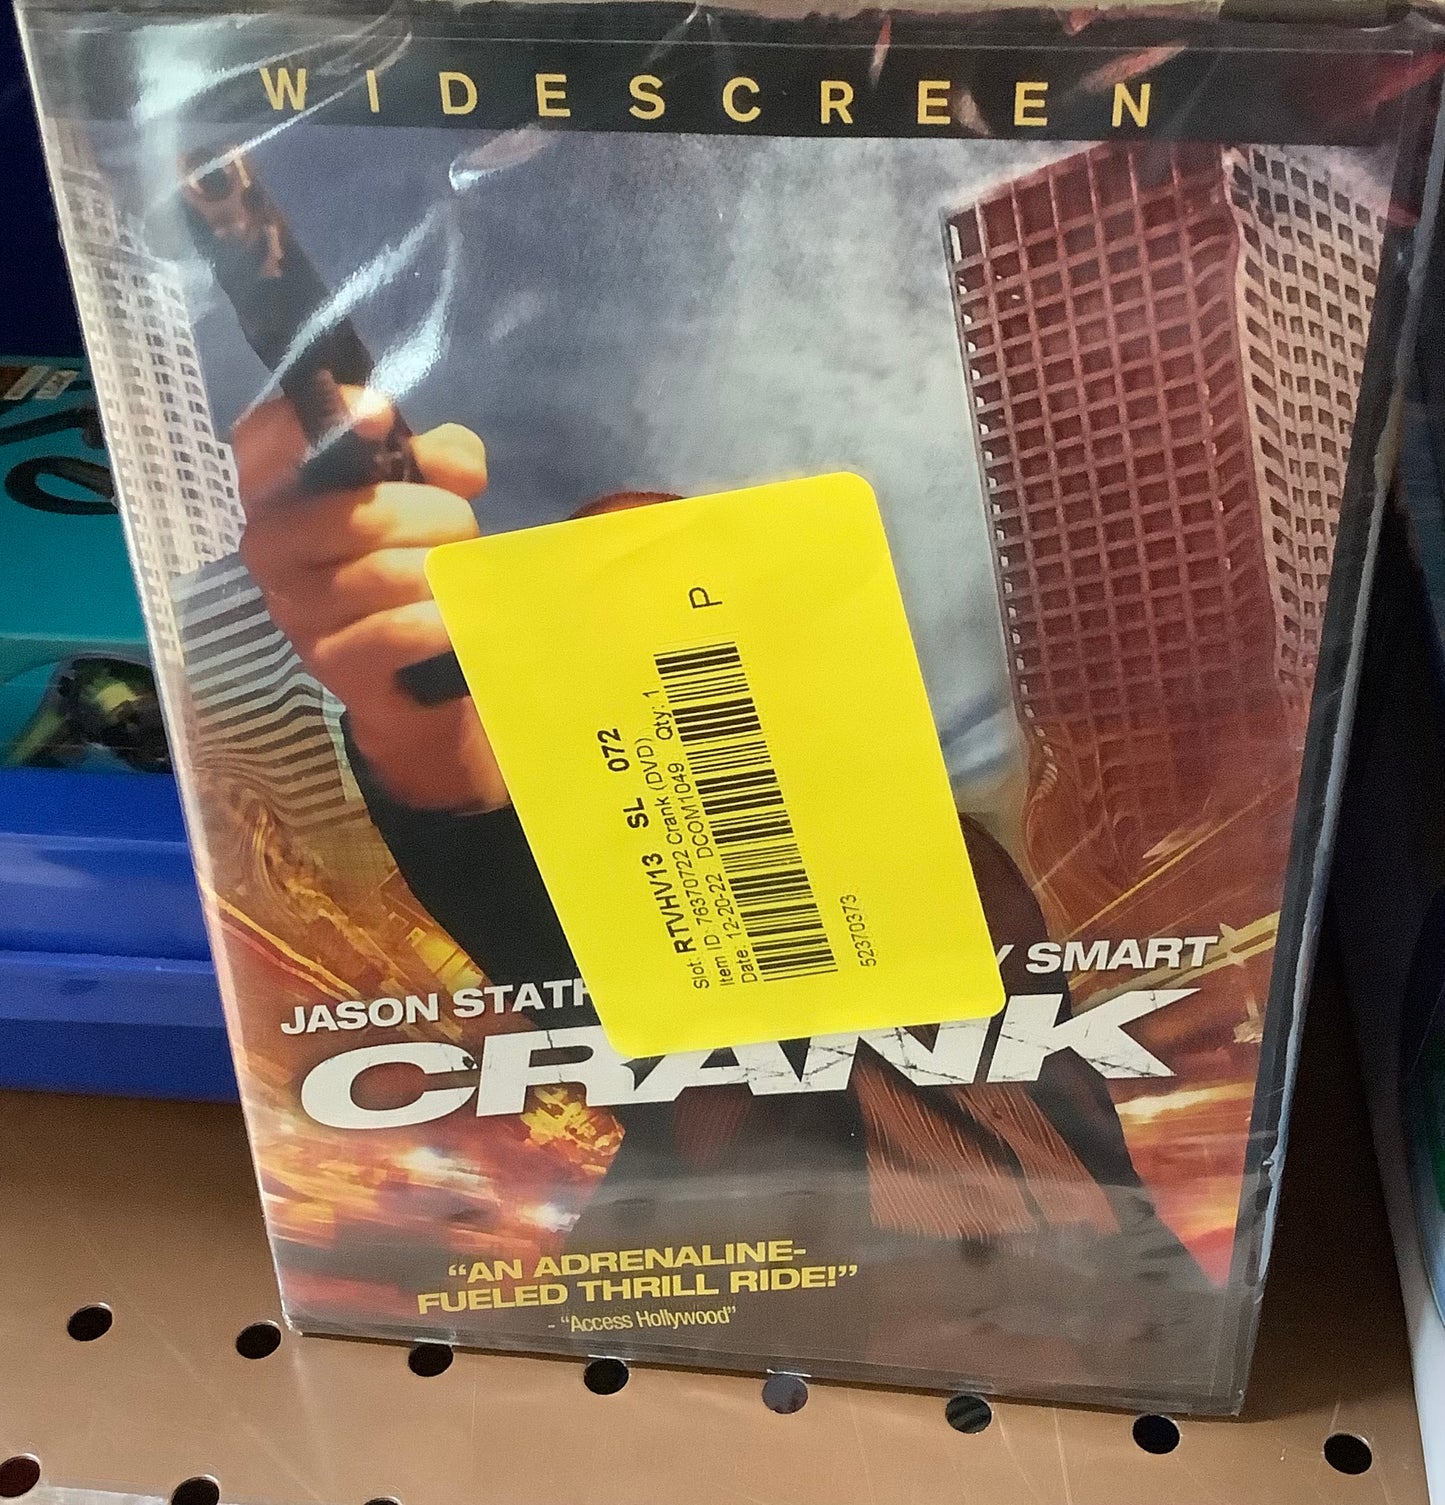 WIDESCREEN
P
Slot: RTVHV13 SL 072
Item ID: 76370722 Crank (DVD)
Date: 12-20-22 DCOM1049 Qty: 1
52370373
JASON STATH
Y SMART
CRANK
“AN ADRENALINE-
FUELED THRILL RIDE!”
- “Access Hollywood”